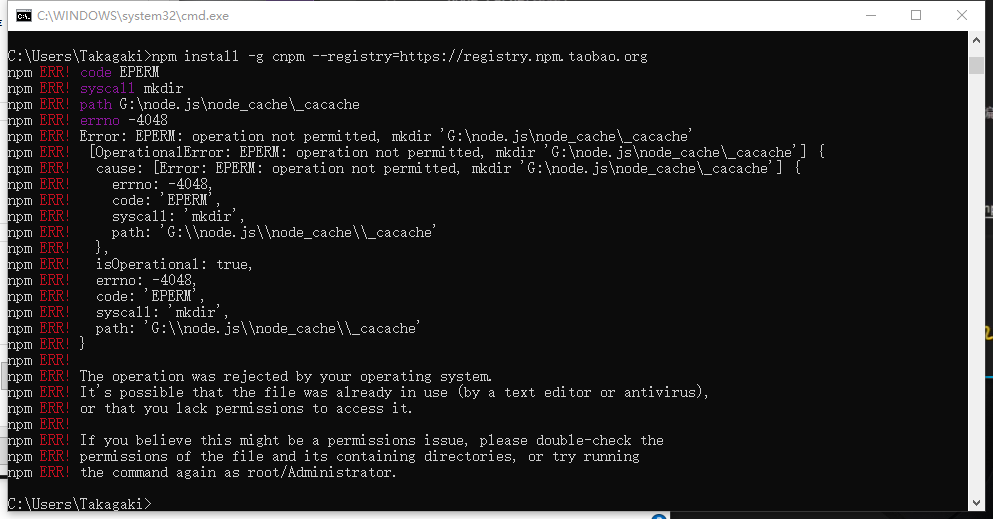 C:\WINDOWS\system32\cmd.exe
C:\Users\Takagaki>npm install -g cnpm --registry=https://registry.npm.taobao.org
npm ERR! code EPERM
npm ERR! syscall mkdir
npm ERR! path G:\node.js\node_cache\_cacache
npm ERR! errno -4048
npm ERR! Error: EPERM: operation not permitted, mkdir 'G:\node.js\node_cache\_cacache'
npm ERR!  [OperationalError: EPERM: operation not permitted, mkdir 'G:\node.js\node_cache\_cacache'] {
npm ERR!   cause: [Error: EPERM: operation not permitted, mkdir 'G:\node.js\node_cache\_cacache'] {
npm ERR!     errno: -4048,
npm ERR!     code: 'EPERM',
npm ERR!     syscall: 'mkdir',
npm ERR!     path: 'G:\\node.js\\node_cache\\_cacache'
npm ERR!   },
npm ERR!   isOperational: true,
npm ERR!   errno: -4048,
npm ERR!   code: 'EPERM',
npm ERR!   syscall: 'mkdir',
npm ERR!   path: 'G:\\node.js\\node_cache\\_cacache'
npm ERR! }
npm ERR!
npm ERR! The operation was rejected by your operating system.
npm ERR! It's possible that the file was already in use (by a text editor or antivirus),
npm ERR! or that you lack permissions to access it.
npm ERR!
npm ERR! If you believe this might be a permissions issue, please double-check the
npm ERR! permissions of the file and its containing directories, or try running
npm ERR! the command again as root/Administrator.
C:\Users\Takagaki>